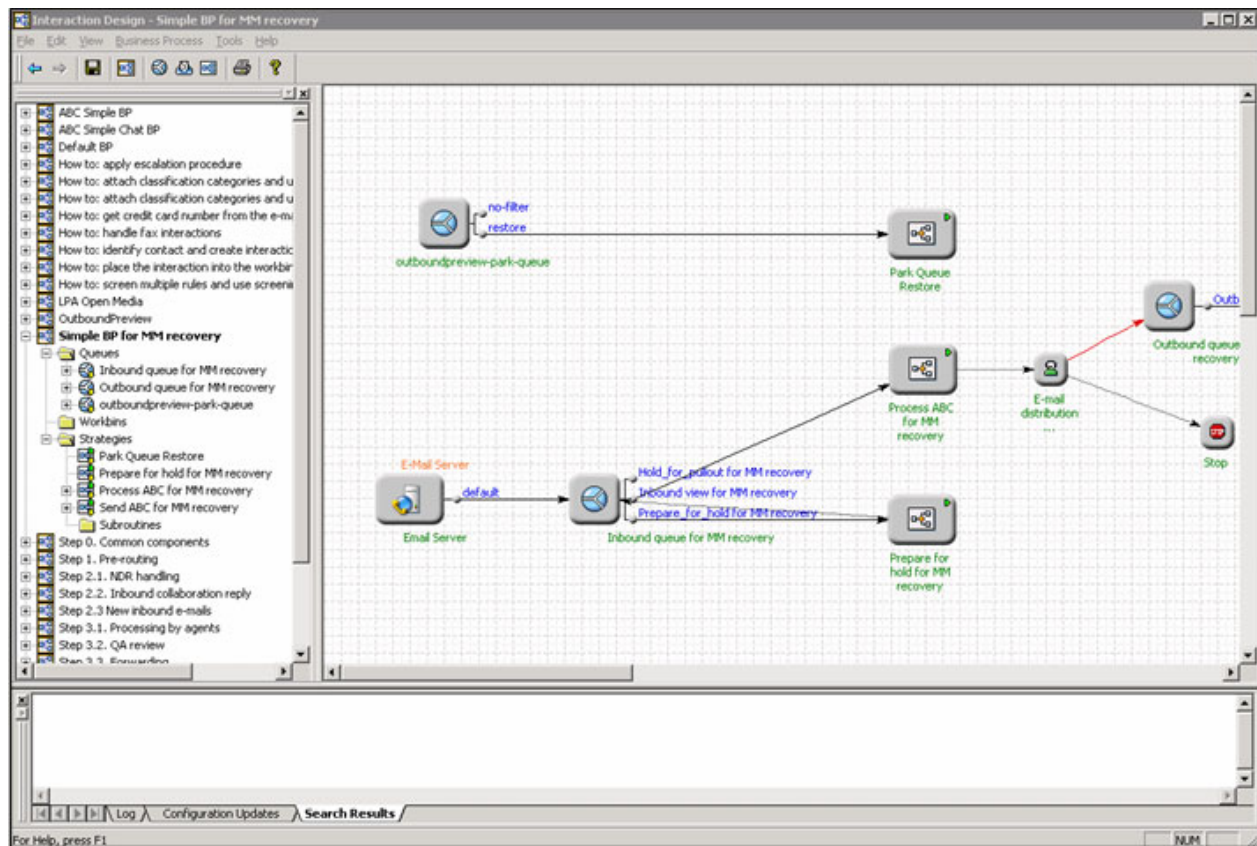 Interaction Design - Simple BP for MM recovery
File Edit View Business Process Tools Help
ABC Simple BP
ABC Simple Chat BP
Default BP
How to: apply escalation procedure
How to: attach classification categories and u
How to: attach classification categories and u
How to: get credit card number from the e-ma
How to: handle fax interactions
How to: identify contact and create interactic
How to: place the interaction into the workbin
How to: screen multiple rules and use screeni
LPA Open Media
OutboundPreview
Simple BP for MM recovery
Queues
Inbound queue for MM recovery
Outbound queue for MM recovery
outboundpreview-park-queue
Workbins
Strategies
Park Queue Restore
Prepare for hold for MM recovery
Process ABC for MM recovery
Send ABC for MM recovery
Subroutines
Step 0. Common components
Step 1. Pre-routing
Step 2.1. NDR handling
Step 2.2. Inbound collaboration reply
Step 2.3 New inbound e-mails
Step 3.1. Processing by agents
Step 3.2. QA review
Step 3.3. Forwarding
no-filter
restore
outboundpreview-park-queue
Park Queue
Restore
Outb
Outbound queue
recovery
Process ABC
for MM
recovery
E-mail
distribution
...
STOP
Stop
E-Mail Server
default
Email Server
Hold_for_pullout for MM recovery
Inbound view for MM recovery
Prepare_for_hold for MM recovery
Inbound queue for MM recovery
Prepare for
hold for MM
recovery
Log Configuration Updates Search Results
For Help, press F1
NUM